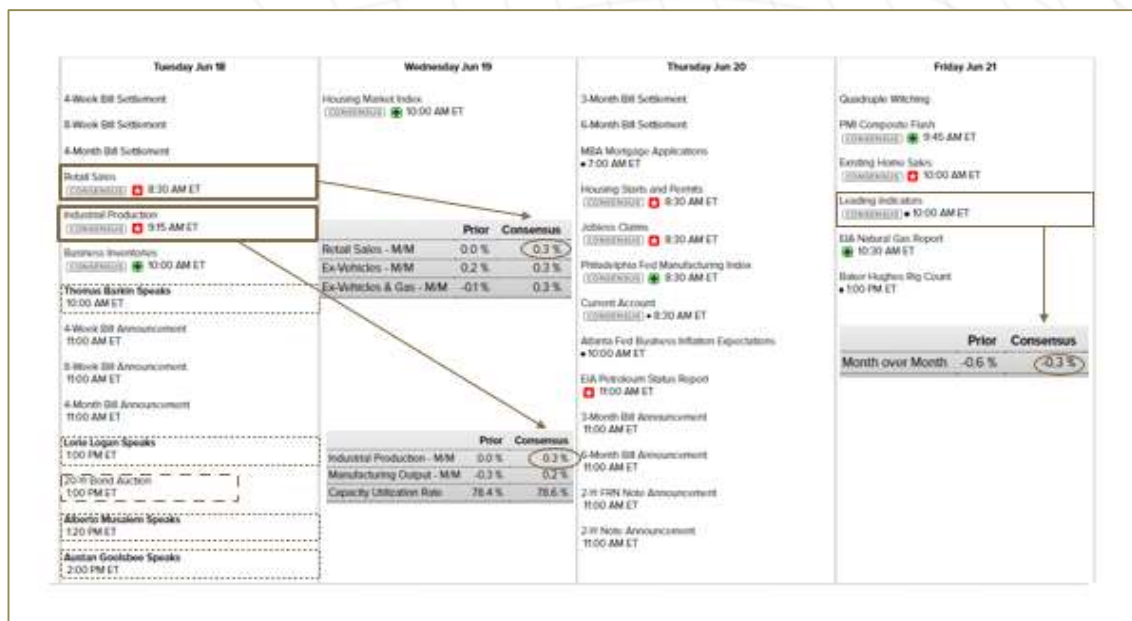 Tuesday Jun 18
4-Week Bill Settlement
8-Week Bill Settlement
4-Month Bill Settlement
Retail Sales
CONSENSUS 8:30 AM ET
Industrial Production
CONSENSUS 9:15 AM ET
Business Inventories
CONSENSUS 10:00 AM ET
Thomas Barkin Speaks
10:00 AM ET
4-Week Bill Announcement
11:00 AM ET
8-Week Bill Announcement
11:00 AM ET
4-Month Bill Announcement
11:00 AM ET
Lorie Logan Speaks
1:00 PM ET
20-Yr Bond Auction
1:00 PM ET
Alberto Musalem Speaks
1:20 PM ET
Austan Goolsbee Speaks
2:00 PM ET
Wednesday Jun 19
Housing Market Index
CONSENSUS 10:00 AM ET
Prior Consensus
Retail Sales - M/M 0.0 % 0.3 %
Ex-Vehicles - M/M 0.2 % 0.3 %
Ex-Vehicles & Gas - M/M -0.1 % 0.3 %
Prior Consensus
Industrial Production - M/M 0.0 % 0.3 %
Manufacturing Output - M/M -0.3 % 0.2 %
Capacity Utilization Rate 78.4 % 78.6 %
Thursday Jun 20
3-Month Bill Settlement
6-Month Bill Settlement
MBA Mortgage Applications
• 7:00 AM ET
Housing Starts and Permits
CONSENSUS 8:30 AM ET
Jobless Claims
CONSENSUS 8:30 AM ET
Philadelphia Fed Manufacturing Index
CONSENSUS 8:30 AM ET
Current Account
CONSENSUS • 8:30 AM ET
Atlanta Fed Business Inflation Expectations
• 10:00 AM ET
EIA Petroleum Status Report
11:00 AM ET
3-Month Bill Announcement
11:00 AM ET
6-Month Bill Announcement
11:00 AM ET
2-Yr FRN Note Announcement
11:00 AM ET
2-Yr Note Announcement
11:00 AM ET
Friday Jun 21
Quadruple Witching
PMI Composite Flash
CONSENSUS 9:45 AM ET
Existing Home Sales
CONSENSUS 10:00 AM ET
Leading Indicators
CONSENSUS • 10:00 AM ET
EIA Natural Gas Report
10:30 AM ET
Baker Hughes Rig Count
• 1:00 PM ET
Prior Consensus
Month over Month -0.6 % -0.3 %